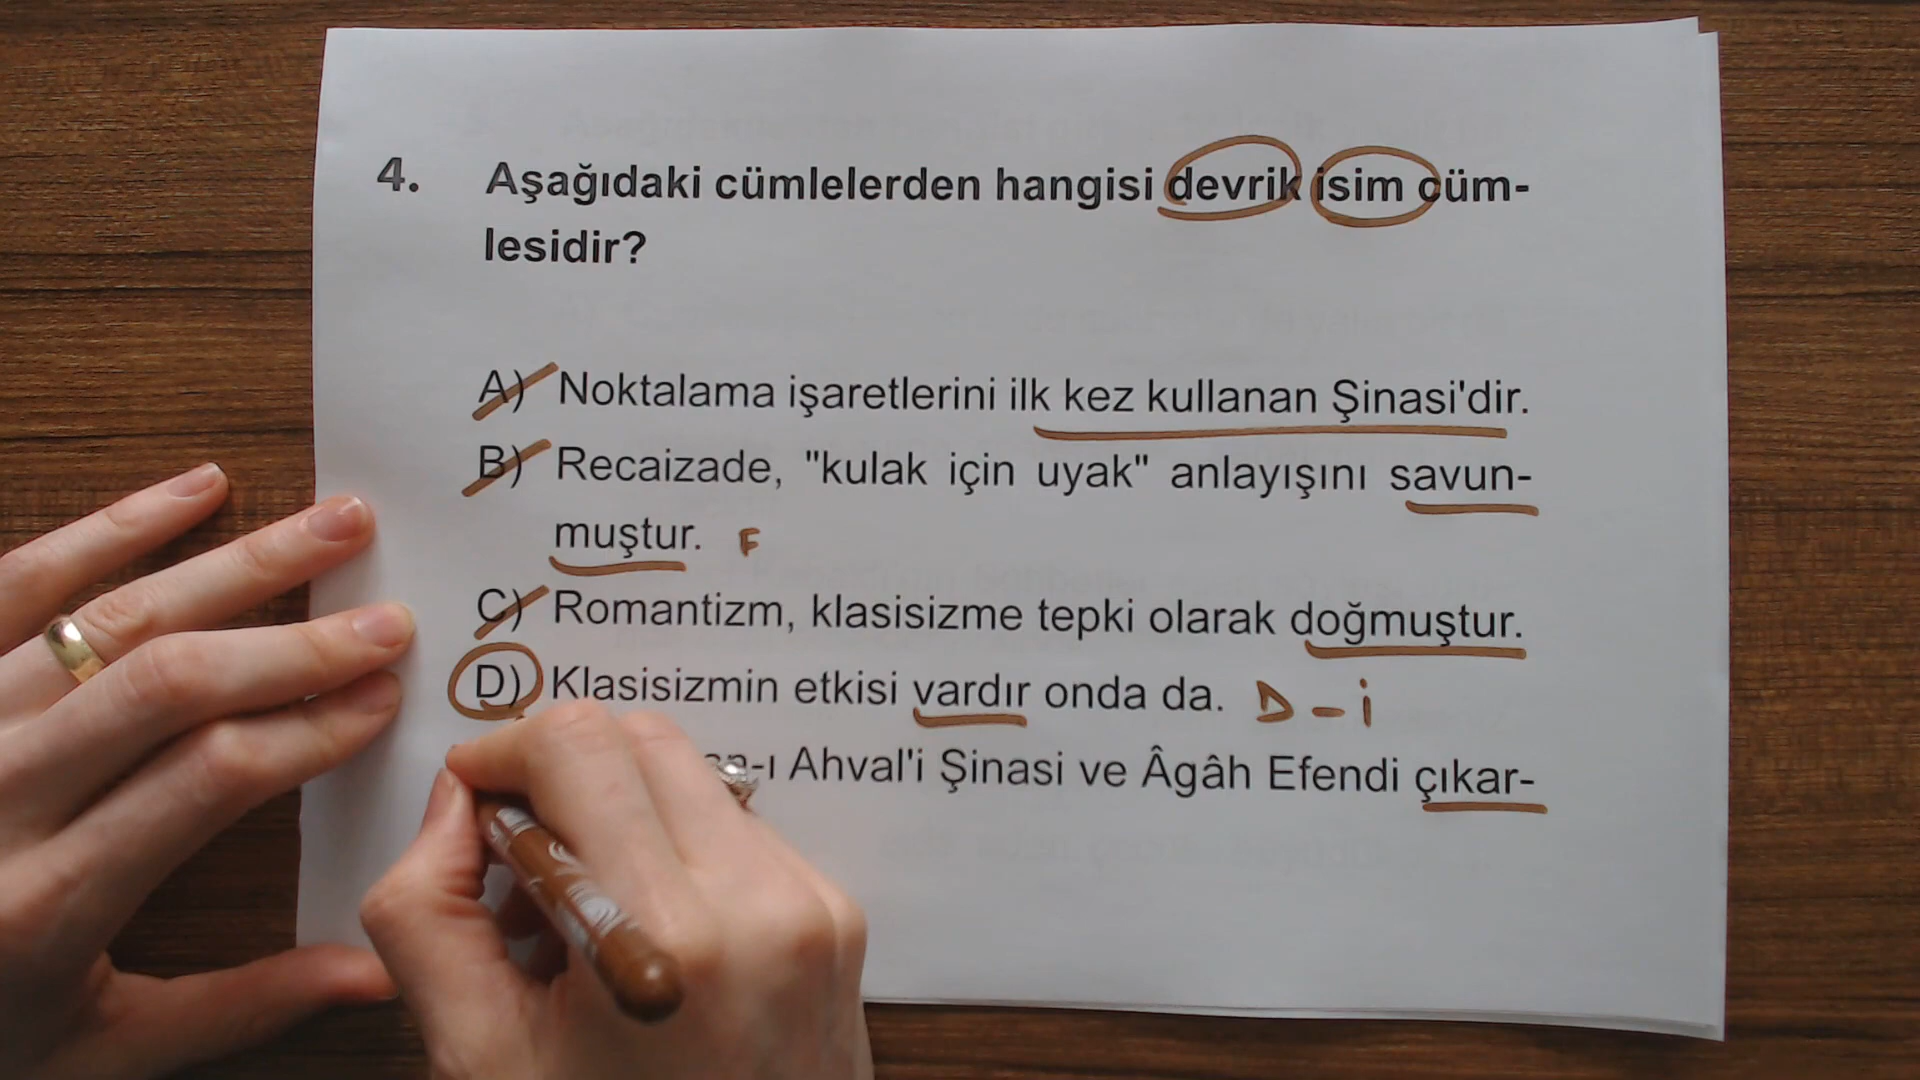 4. Aşağıdaki cümlelerden hangisi devrik isim cüm-
lesidir?
A) Noktalama işaretlerini ilk kez kullanan Şinasi'dir.
B) Recaizade, "kulak için uyak" anlayışını savun-
muştur. F
C) Romantizm, klasisizme tepki olarak doğmuştur.
D) Klasisizmin etkisi vardır onda da. D-i
Ahval'i Şinasi ve Âgâh Efendi çıkar-